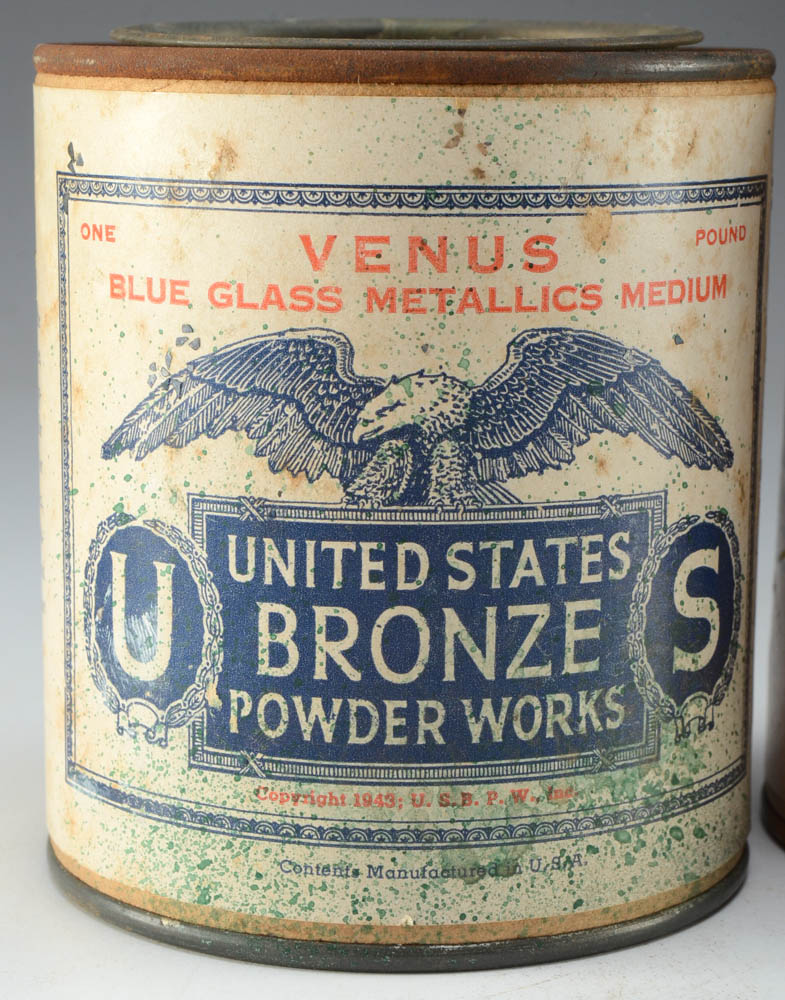 ONE POUND
VENUS
BLUE GLASS METALLICS MEDIUM
U S
UNITED STATES
BRONZE
POWDER WORKS
Copyright 1943; U. S. B. P. W., Inc.
Contents Manufactured in U.S.A.